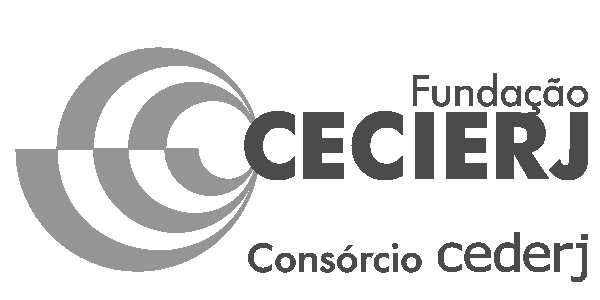 Fundação
CECIERJ
Consórcio cederj